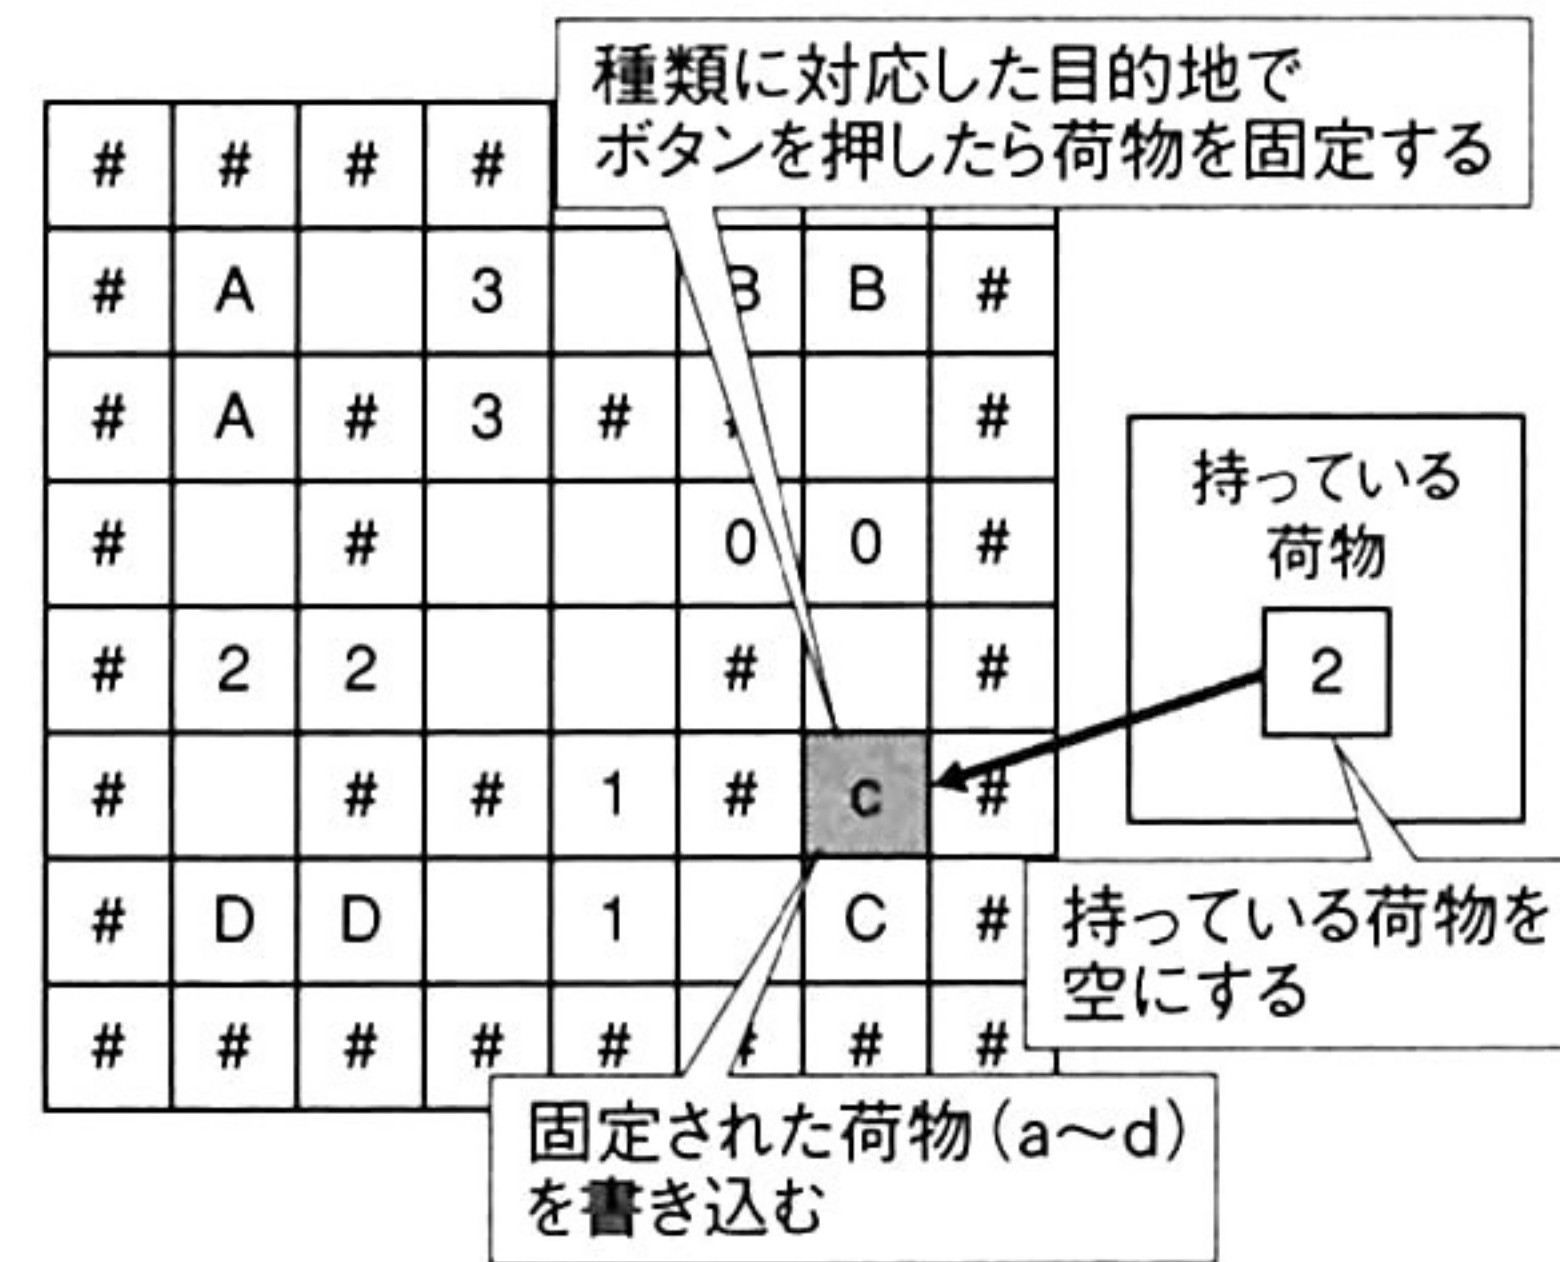 種類に対応した目的地で
ボタンを押したら荷物を固定する
# # # #
# A 3 B B #
# A # 3 # #
# # 0 0 #
# 2 2 # #
# # # 1 # c #
# D D 1 C #
# # # # # # # #
持っている
荷物
2
持っている荷物を
空にする
固定された荷物(a～d)
を書き込む